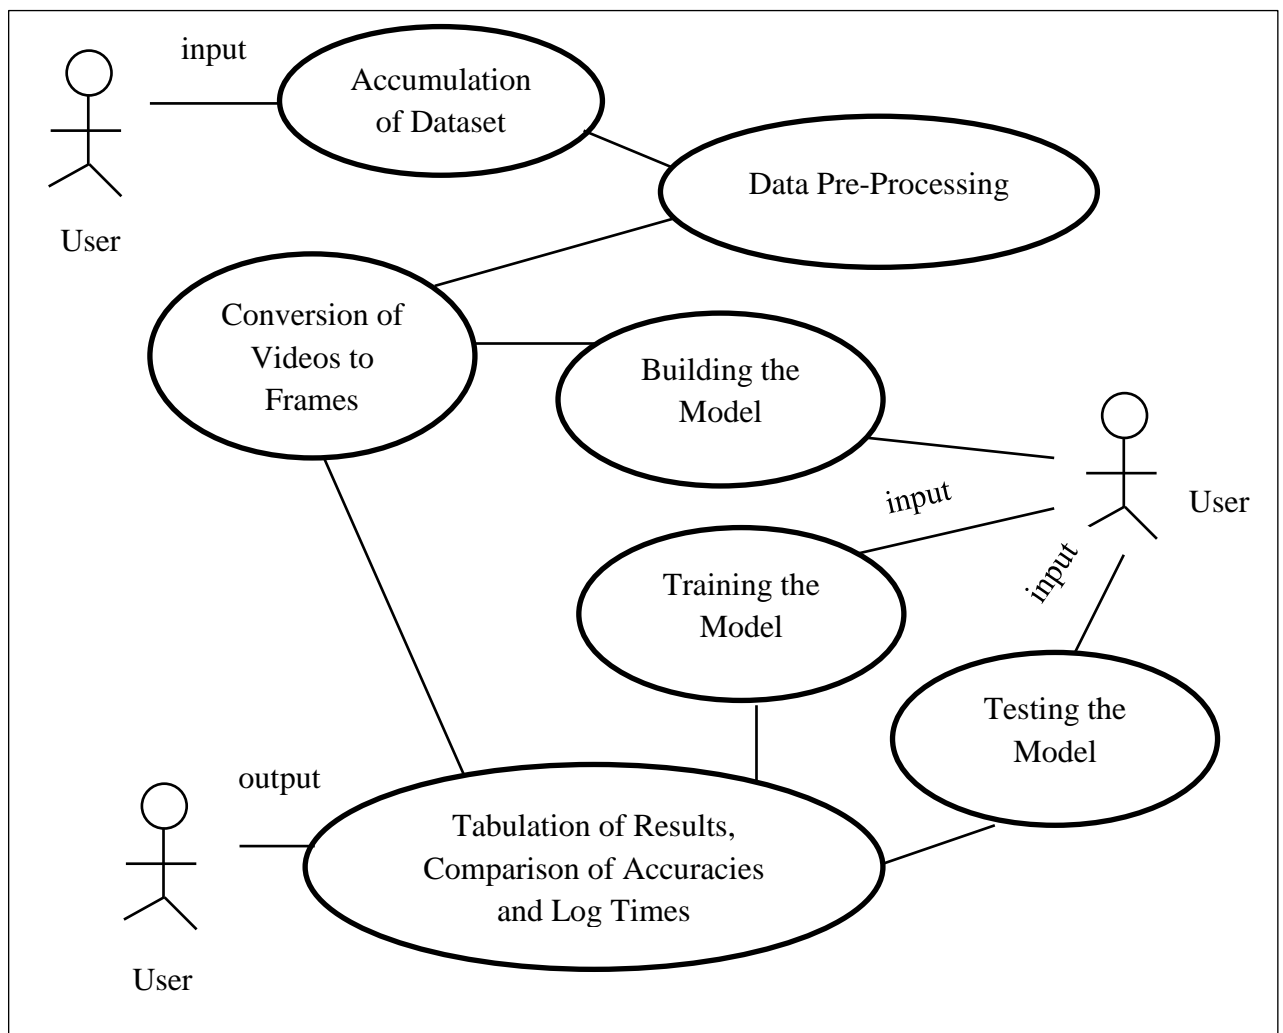 input
Accumulation
of Dataset
User
Data Pre-Processing
Conversion of
Videos to
Frames
Building the
Model
input
User
input
Training the
Model
Testing the
Model
output
Tabulation of Results,
Comparison of Accuracies
and Log Times
User